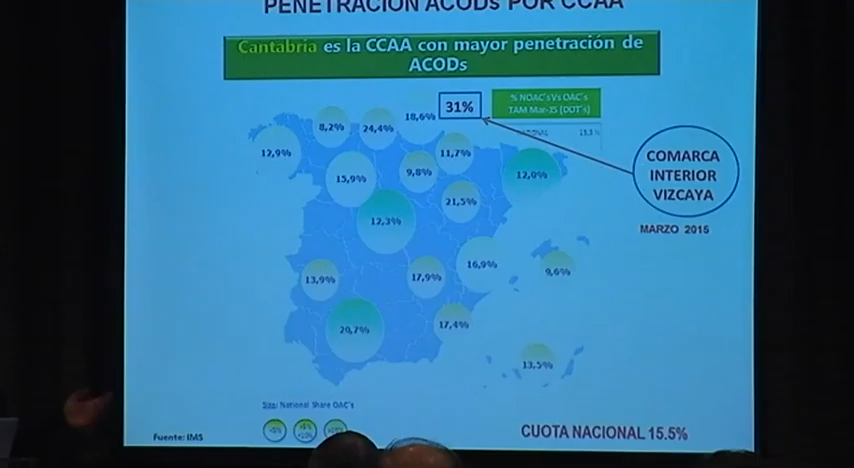 PENETRACIÓN ACODs POR CCAA
Cantabria es la CCAA con mayor penetración de
ACODs
% NOAC's Vs OAC's
TAM Mar-15 (DOT's)
31%
18,6%
8,2%
24,4%
12,9%
11,7%
9,8%
15,9%
12,0%
21,5%
12,3%
COMARCA
INTERIOR
VIZCAYA
MARZO 2015
16,9%
9,6%
13,9%
17,9%
20,7%
17,4%
13,5%
Size: National Share OAC's
Fuente: IMS
CUOTA NACIONAL 15.5%